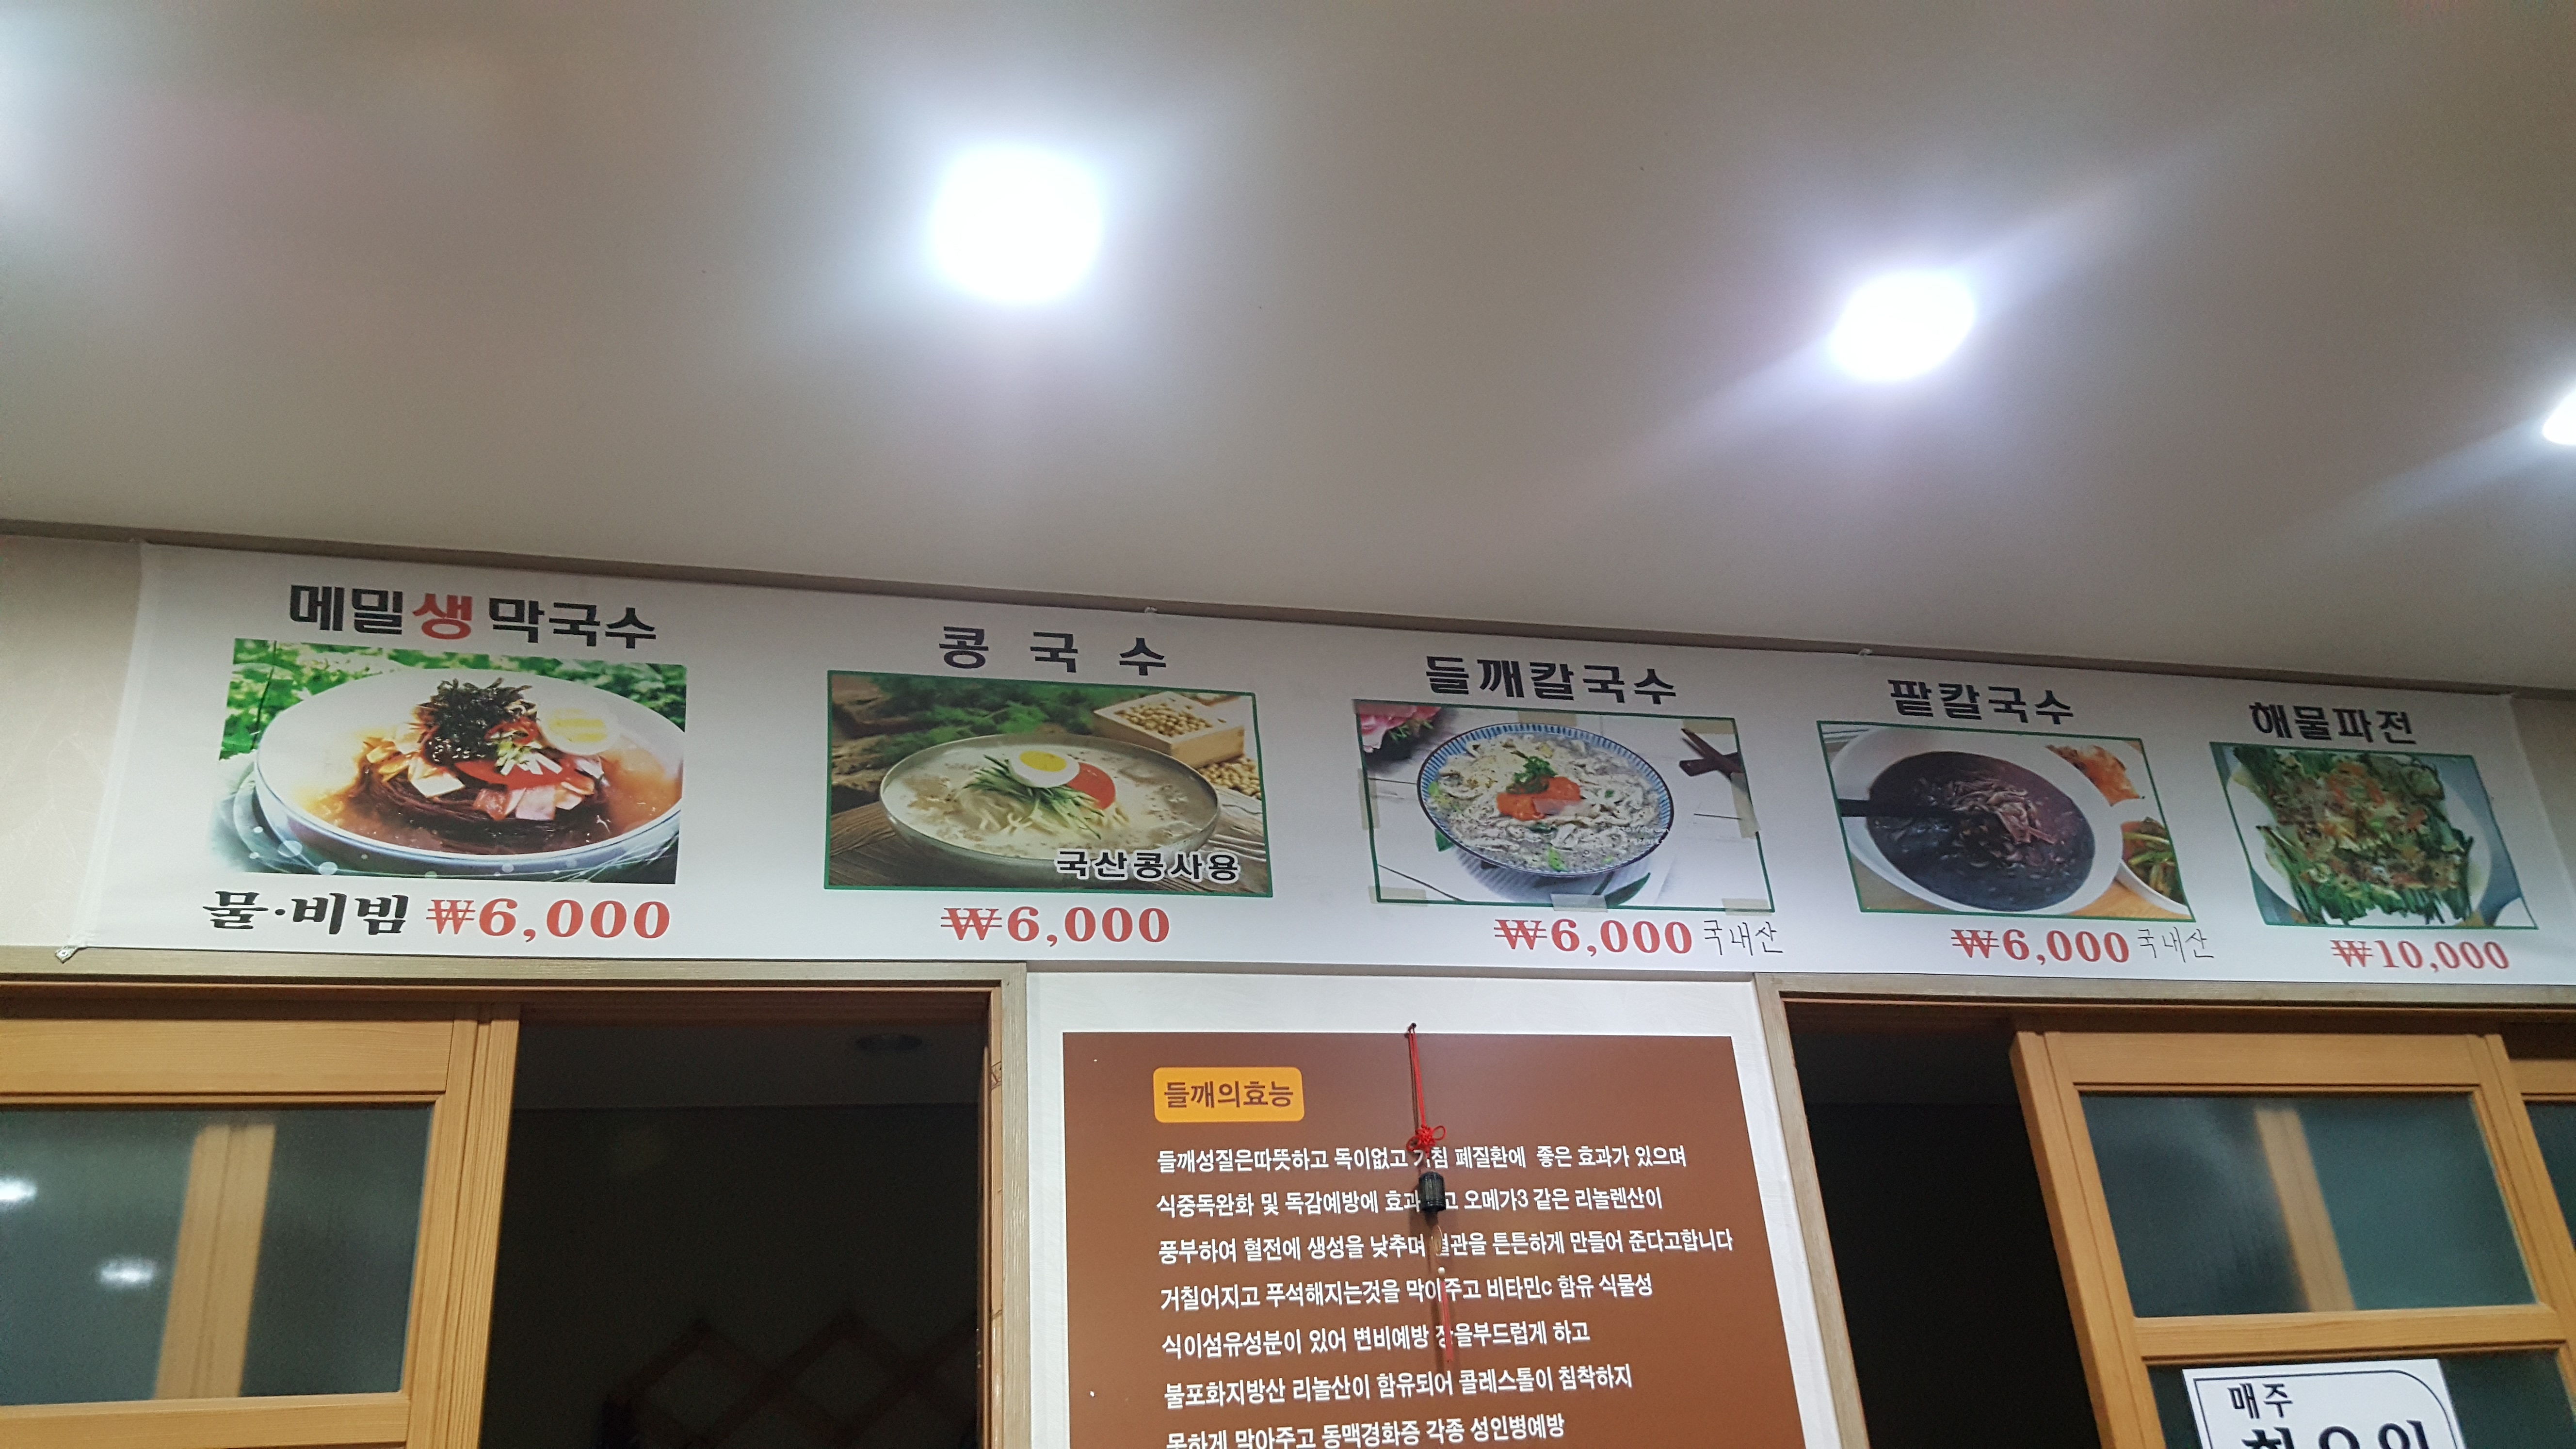 메밀생막국수
물·비빔 ₩6,000
콩국수
국산콩사용
₩6,000
들깨칼국수
₩6,000 국내산
팥칼국수
₩6,000 국내산
해물파전
₩10,000
들깨의효능
들깨성질은따뜻하고 독이없고 폐질환에 좋은 효과가 있으며
식중독완화 및 독감예방에 오메가3 같은 리놀렌산이
풍부하여 혈전에 생성을 낮추며 튼튼하게 만들어 준다고합니다
거칠어지고 푸석해지는것을 막아주고 비타민c 함유 식물성
식이섬유성분이 있어 변비예방 장을부드럽게 하고
불포화지방산 리놀산이 함유되어 콜레스톨이 침착하지
못하게 막아주고 동맥경화증 각종 성인병예방
매주